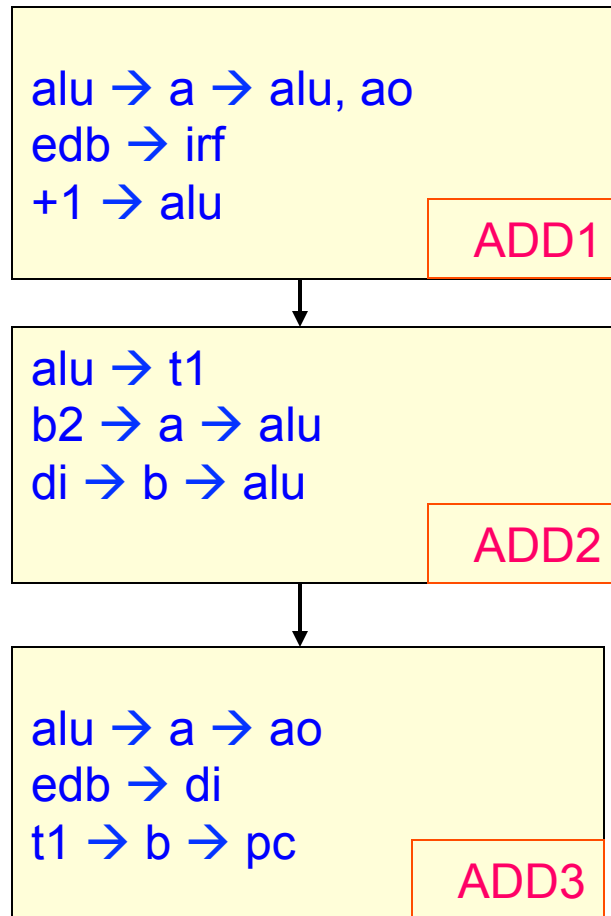 alu → a → alu, ao
edb → irf
+1 → alu
ADD1
alu → t1
b2 → a → alu
di → b → alu
ADD2
alu → a → ao
edb → di
t1 → b → pc
ADD3